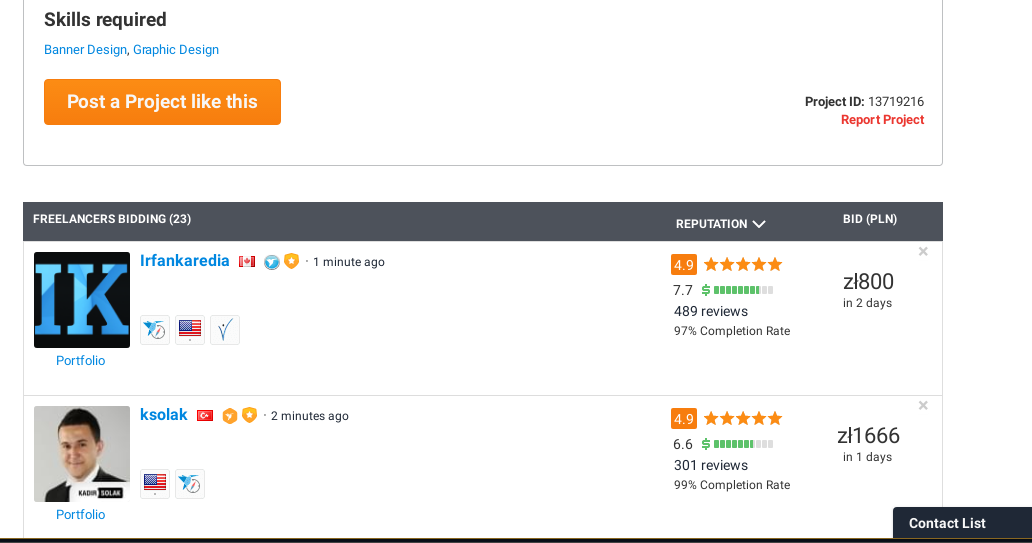 Skills required
Banner Design, Graphic Design
Post a Project like this
Project ID: 13719216
Report Project
FREELANCERS BIDDING (23) REPUTATION BID (PLN)
IK
Irfankaredia · 1 minute ago
4.9
7.7 $
489 reviews
97% Completion Rate
zł800
in 2 days
×
Portfolio
KADIR SOLAK
ksolak · 2 minutes ago
4.9
6.6 $
301 reviews
99% Completion Rate
zł1666
in 1 days
×
Portfolio
Contact List